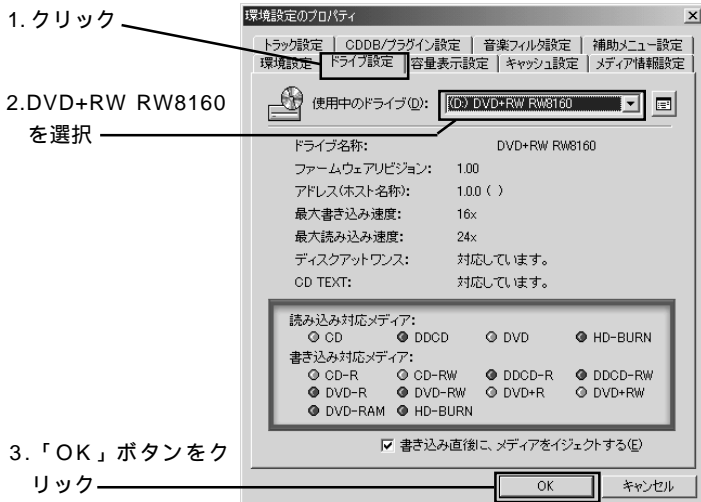 1. クリック
2.DVD+RW RW8160
を選択
3.「OK」ボタンをク
リック
環境設定のプロパティ
トラック設定 CDDB/プラグイン設定 音楽フィルタ設定 補助メニュー設定
環境設定 ドライブ設定 容量表示設定 キャッシュ設定 メディア情報設定
使用中のドライブ(D): (D:) DVD+RW RW8160
ドライブ名称: DVD+RW RW8160
ファームウェアリビジョン: 1.00
アドレス(ホスト名称): 1:0:0 ( )
最大書き込み速度: 16x
最大読み込み速度: 24x
ディスクアットワンス: 対応しています。
CD TEXT: 対応しています。
読み込み対応メディア:
CD DDCD DVD HD-BURN
書き込み対応メディア:
CD-R CD-RW DDCD-R DDCD-RW
DVD-R DVD-RW DVD+R DVD+RW
DVD-RAM HD-BURN
書き込み直後に、メディアをイジェクトする(E)
OK キャンセル